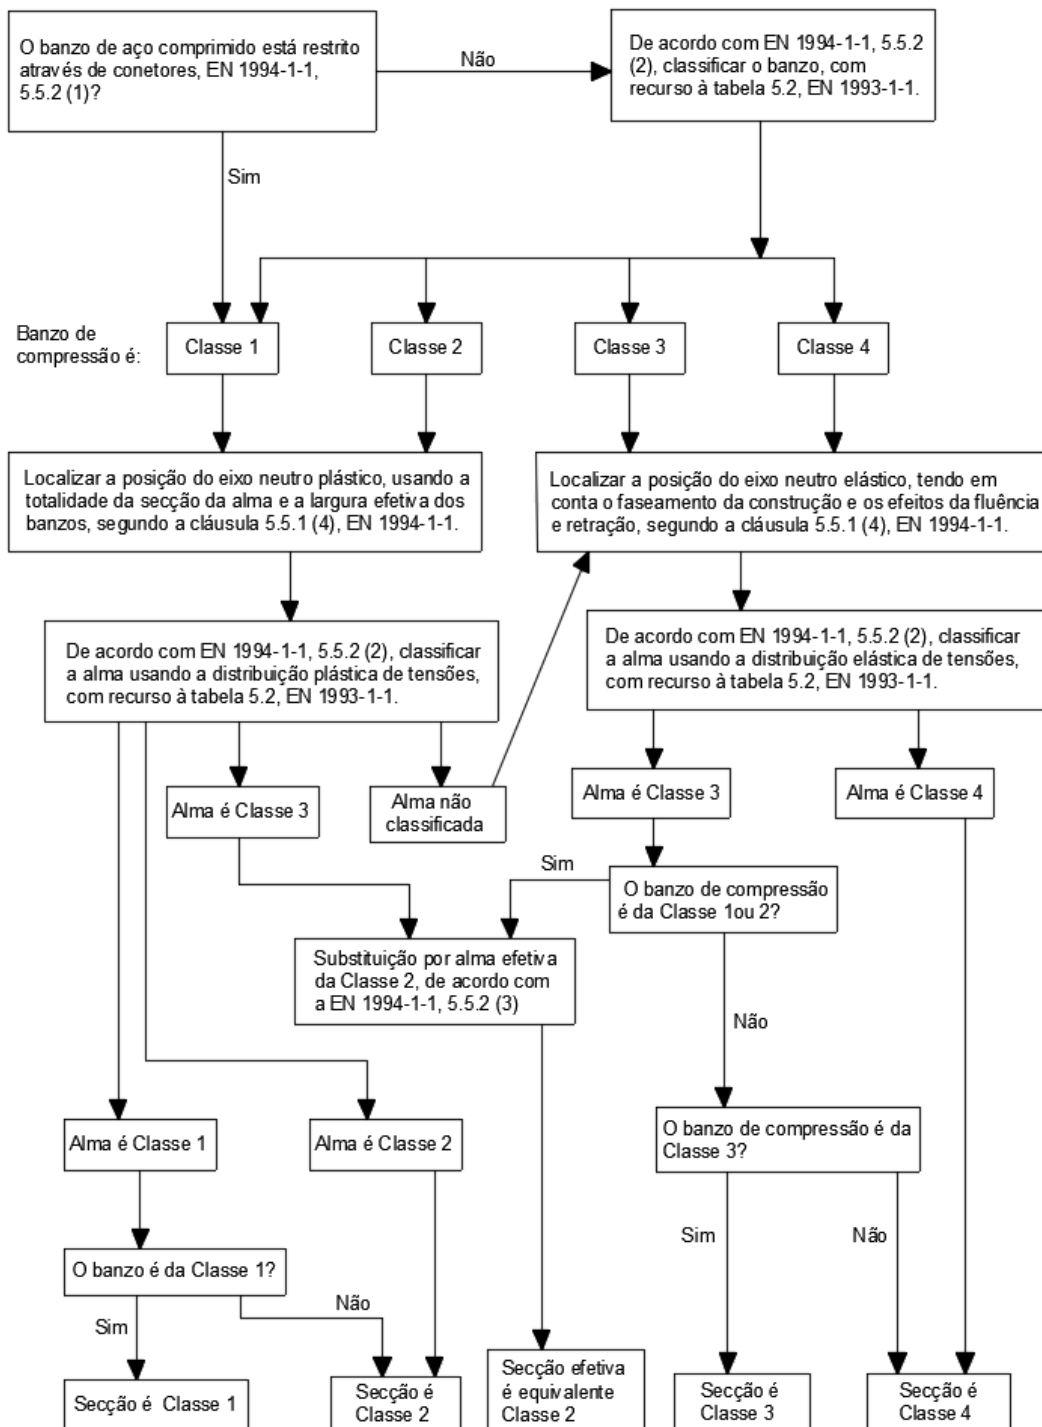 O banzo de aço comprimido está restrito
através de conetores, EN 1994-1-1,
5.5.2 (1)?
Não
De acordo com EN 1994-1-1, 5.5.2
(2), classificar o banzo, com
recurso à tabela 5.2, EN 1993-1-1.
Sim
Banzo de
compressão é:
Classe 1
Classe 2
Classe 3
Classe 4
Localizar a posição do eixo neutro plástico, usando a
totalidade da secção da alma e a largura efetiva dos
banzos, segundo a cláusula 5.5.1 (4), EN 1994-1-1.
Localizar a posição do eixo neutro elástico, tendo em
conta o faseamento da construção e os efeitos da fluência
e retração, segundo a cláusula 5.5.1 (4), EN 1994-1-1.
De acordo com EN 1994-1-1, 5.5.2 (2), classificar
a alma usando a distribuição plástica de tensões,
com recurso à tabela 5.2, EN 1993-1-1.
De acordo com EN 1994-1-1, 5.5.2 (2), classificar
a alma usando a distribuição elástica de tensões,
com recurso à tabela 5.2, EN 1993-1-1.
Alma é Classe 3
Alma não
classificada
Alma é Classe 3
Alma é Classe 4
Sim
O banzo de compressão
é da Classe 1ou 2?
Substituição por alma efetiva
da Classe 2, de acordo com
a EN 1994-1-1, 5.5.2 (3)
Não
Alma é Classe 1
Alma é Classe 2
O banzo de compressão é da
Classe 3?
Sim
Não
O banzo é da Classe 1?
Sim
Não
Secção é Classe 1
Secção é
Classe 2
Secção efetiva
é equivalente
Classe 2
Secção é
Classe 3
Secção é
Classe 4